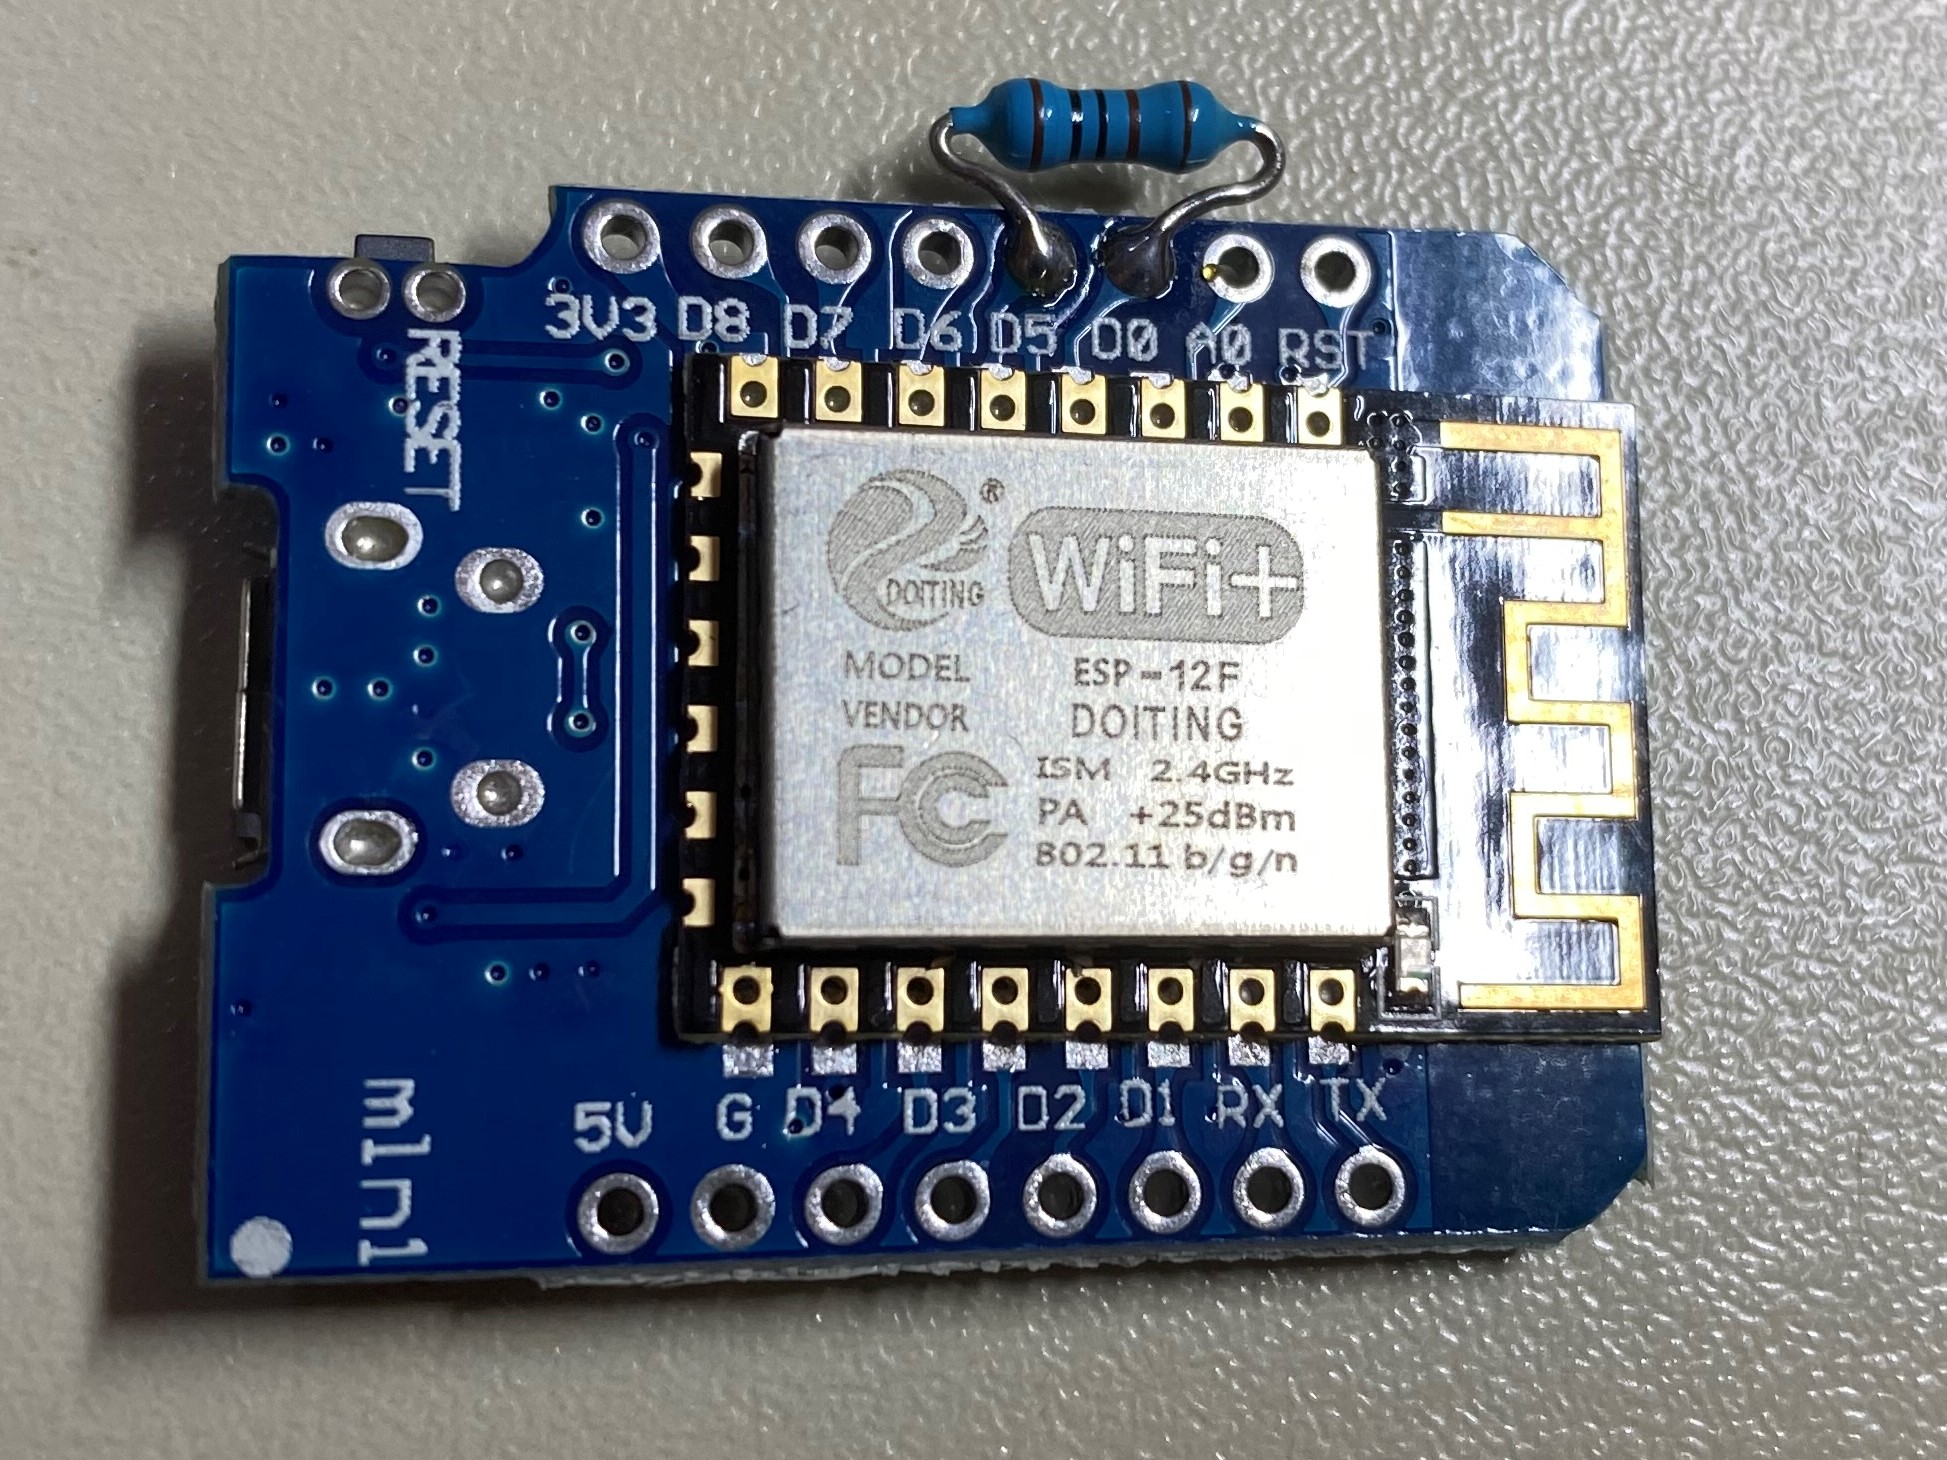 3V3 D8 D7 D6 D5 D0 A0 RST
RESET
®
DOITING
WiFi+
MODEL ESP-12F
VENDOR DOITING
FC
ISM 2.4GHz
PA +25dBm
802.11 b/g/n
5V G D4 D3 D2 D1 RX TX
mini